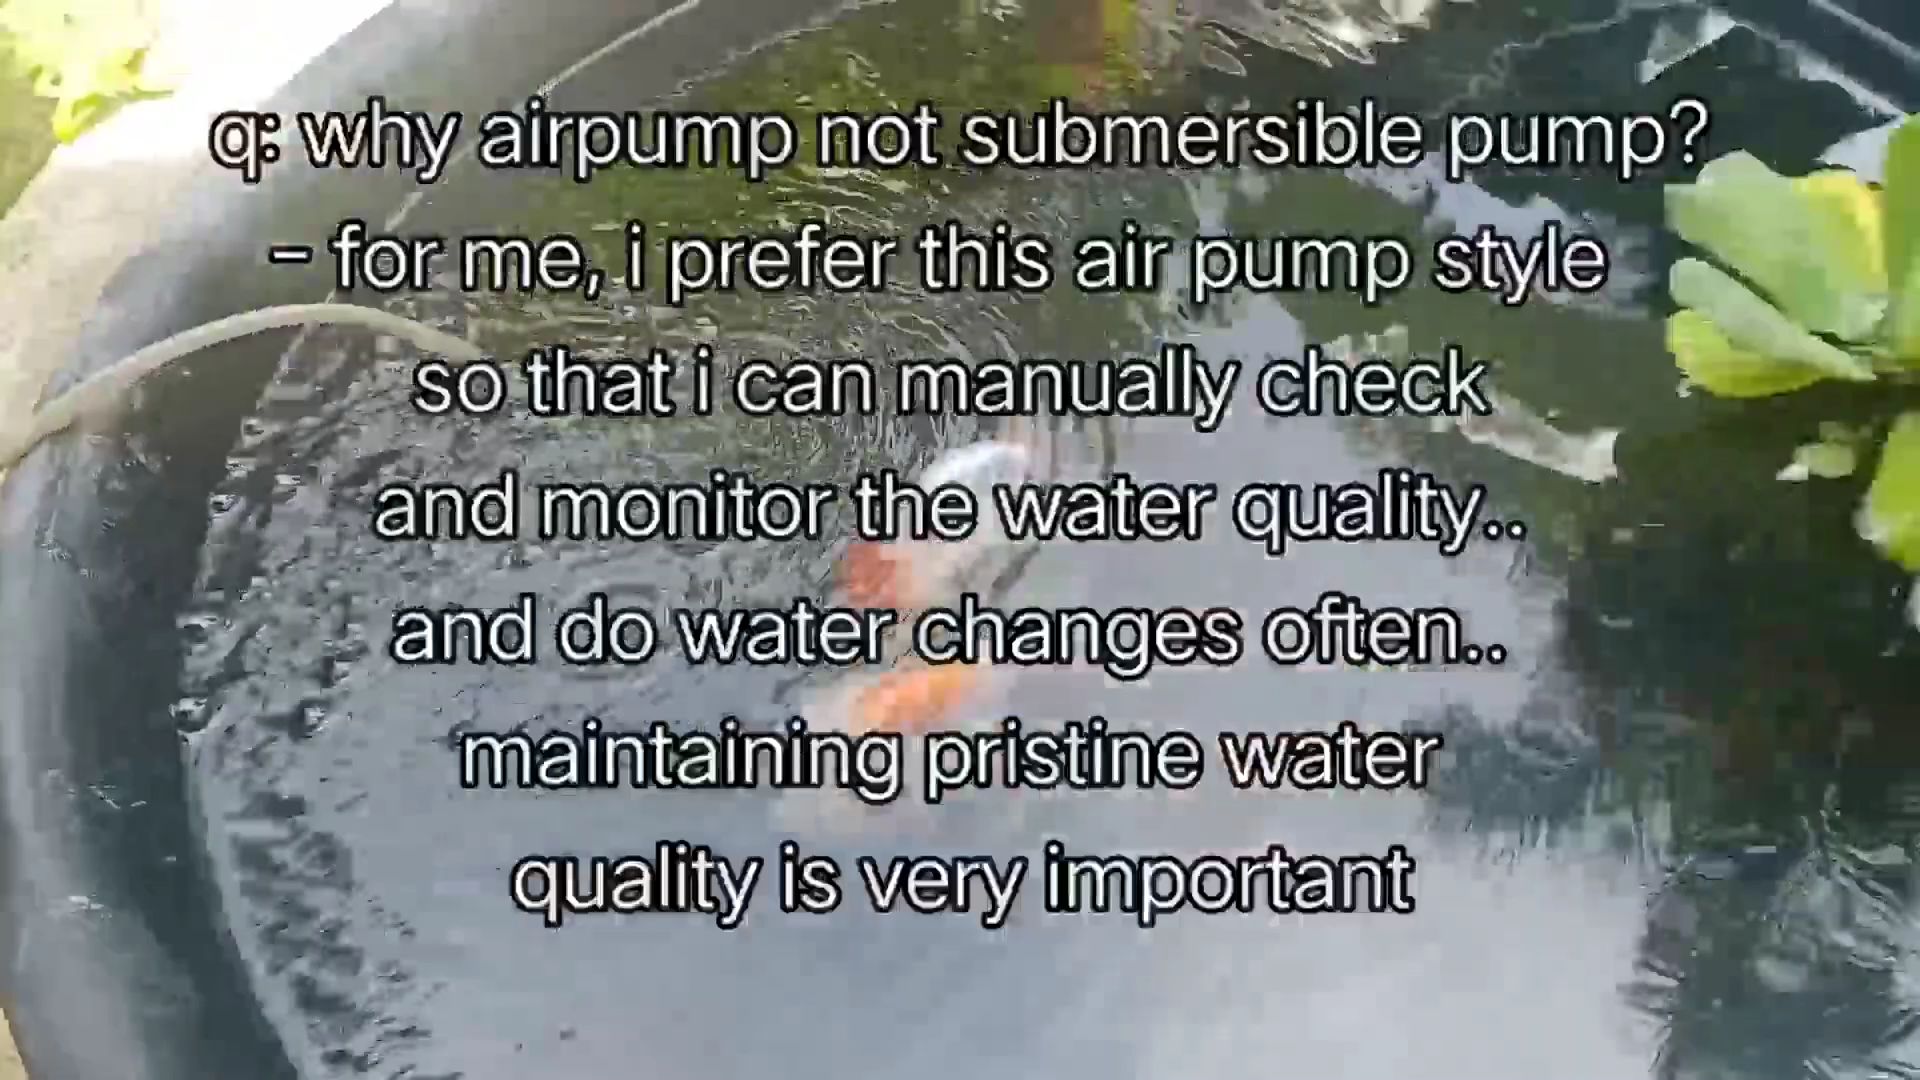 q: why airpump not submersible pump?
- for me, i prefer this air pump style
so that i can manually check
and monitor the water quality..
and do water changes often..
maintaining pristine water
quality is very important